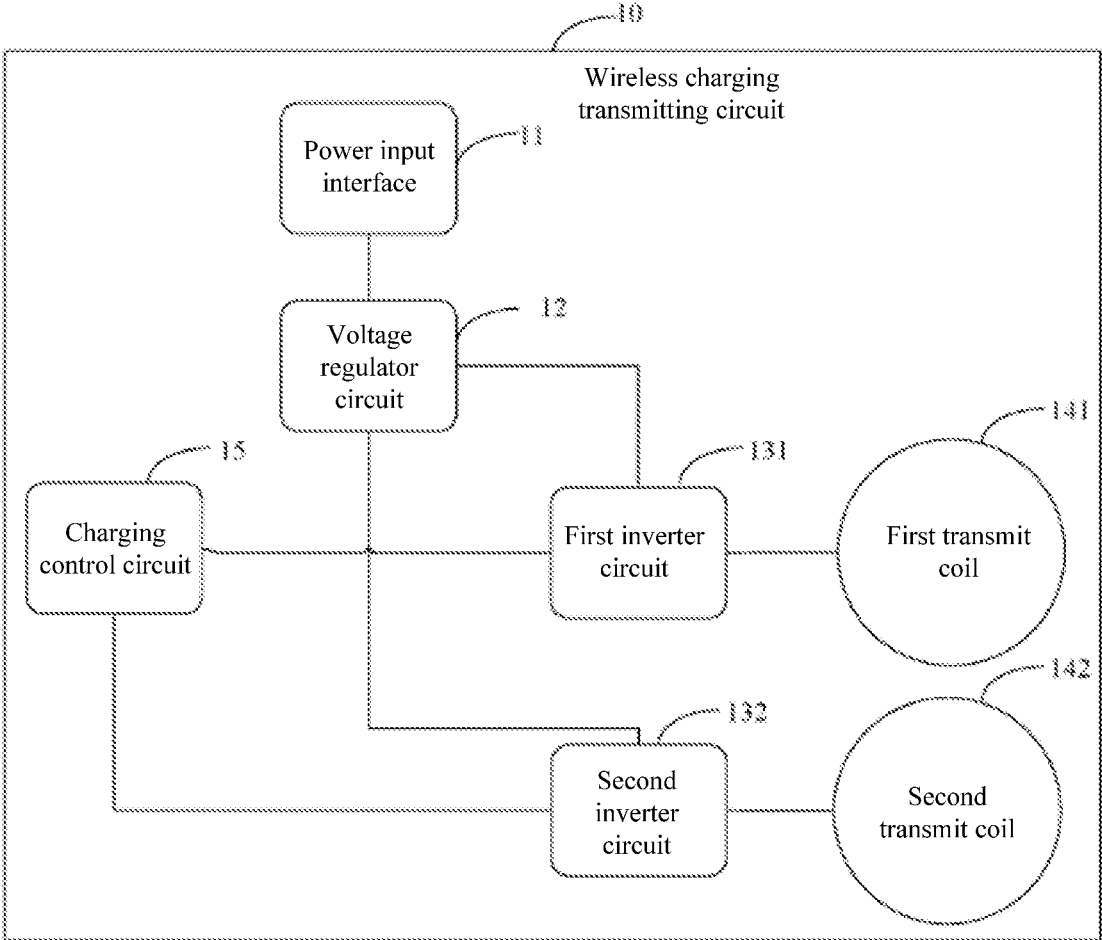 10
Wireless charging
transmitting circuit
11
Power input
interface
12
Voltage
regulator
circuit
15
Charging
control circuit
131
First inverter
circuit
141
First transmit
coil
132
Second
inverter
circuit
142
Second
transmit coil